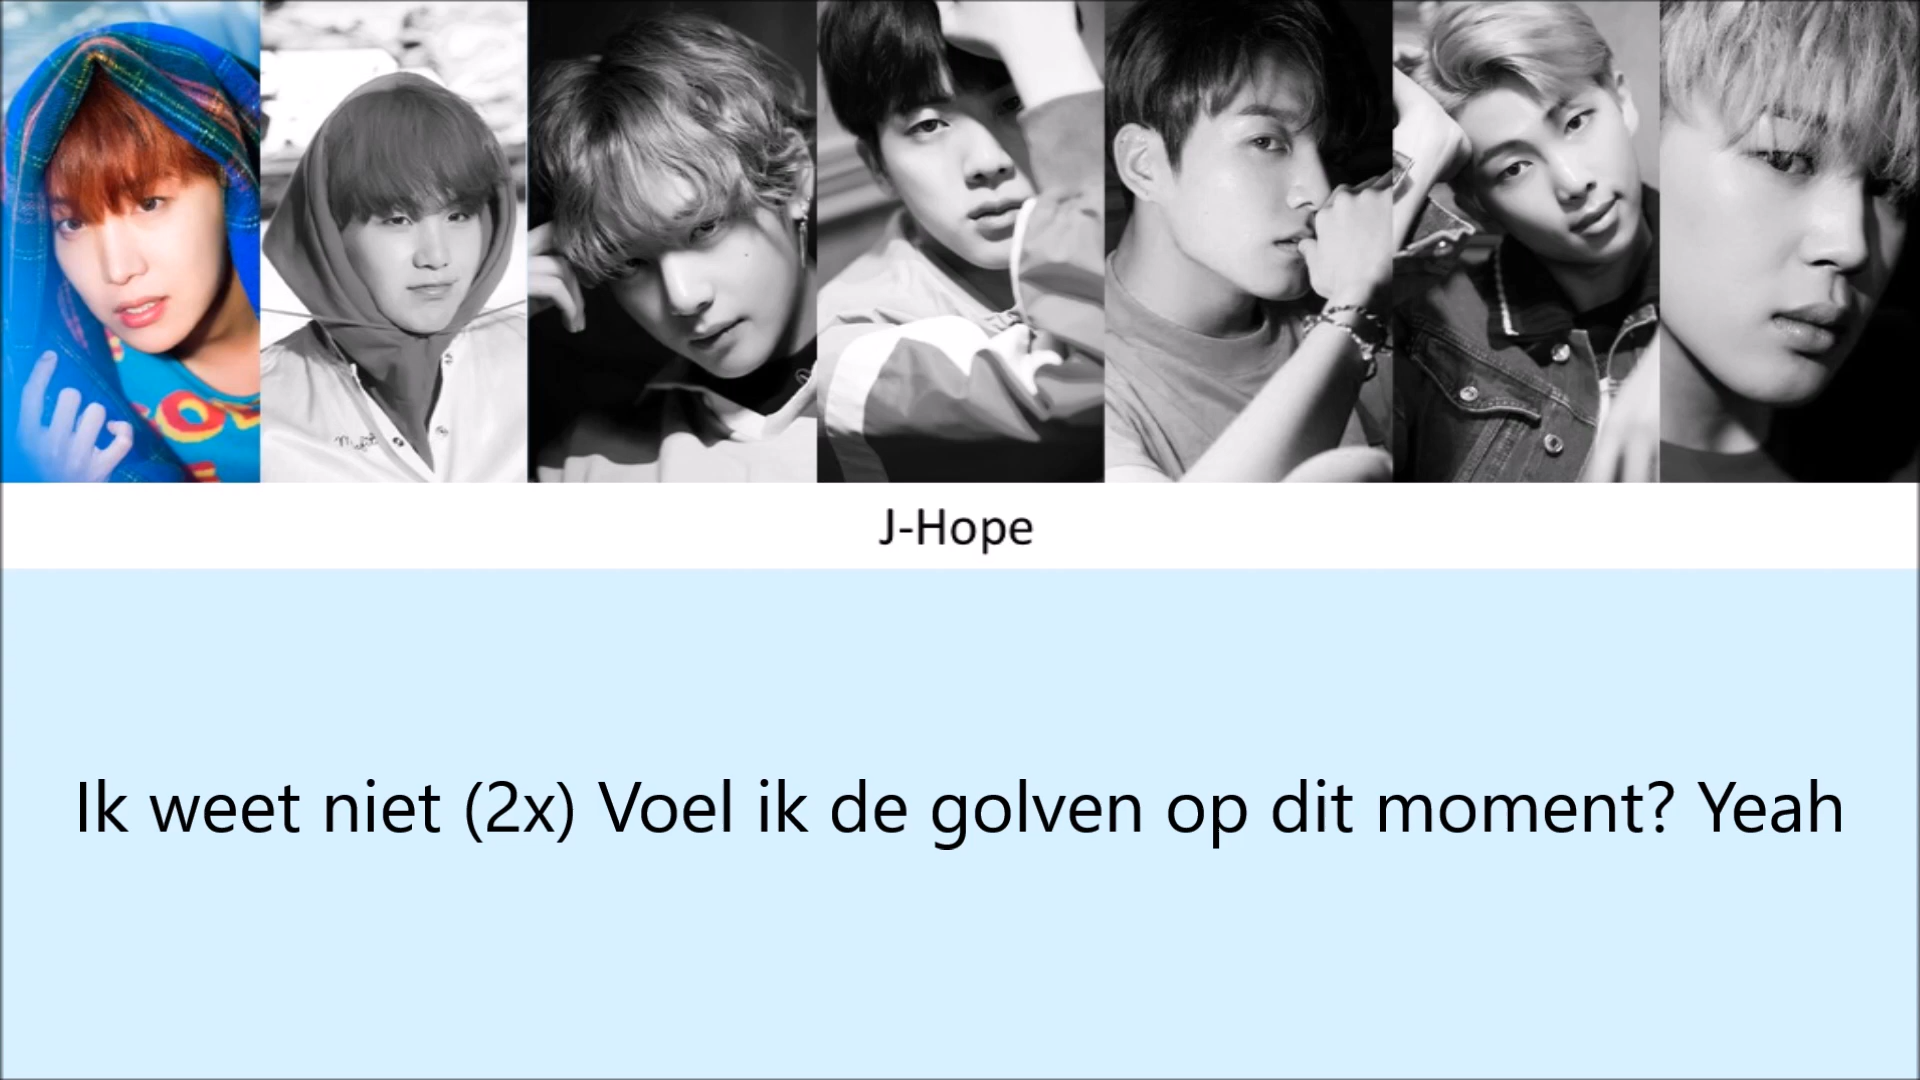 J-Hope
Ik weet niet (2x) Voel ik de golven op dit moment? Yeah